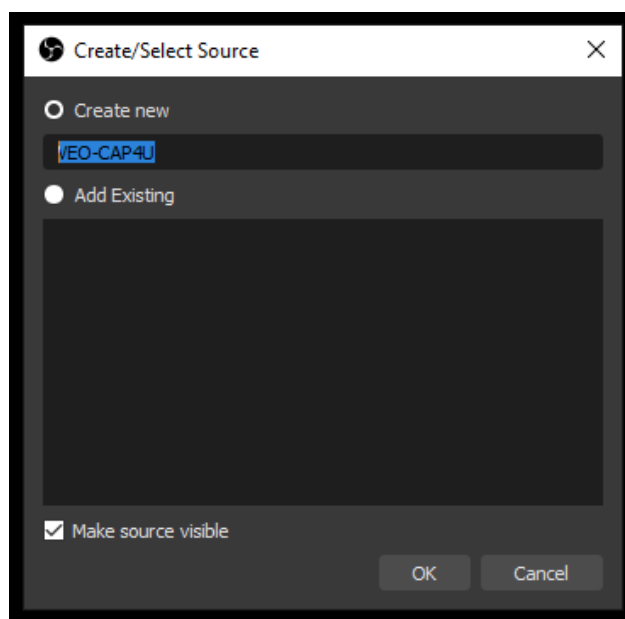 Create/Select Source
Create new
VEO-CAP4U
Add Existing
Make source visible
OK Cancel